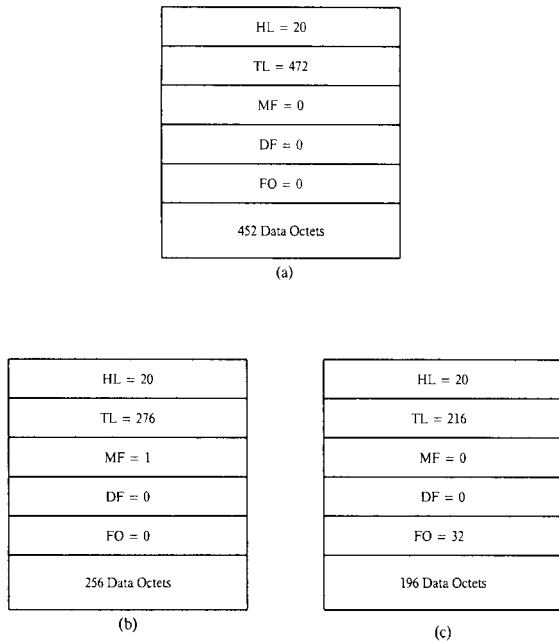 HL = 20
TL = 472
MF = 0
DF = 0
FO = 0
452 Data Octets
(a)
HL = 20
TL = 276
MF = 1
DF = 0
FO = 0
256 Data Octets
(b)
HL = 20
TL = 216
MF = 0
DF = 0
FO = 32
196 Data Octets
(c)